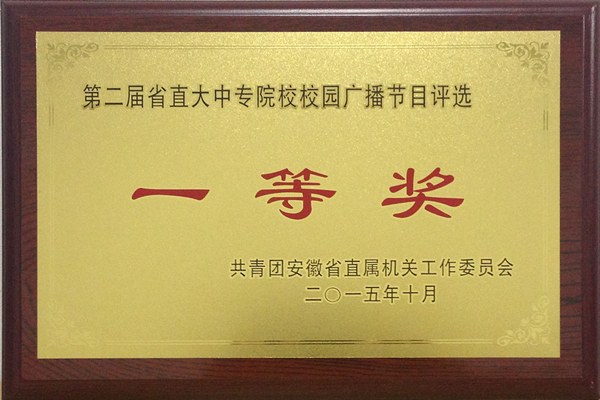 第二届省直大中专院校校园广播节目评选
一等奖
共青团安徽省直属机关工作委员会
二〇一五年十月